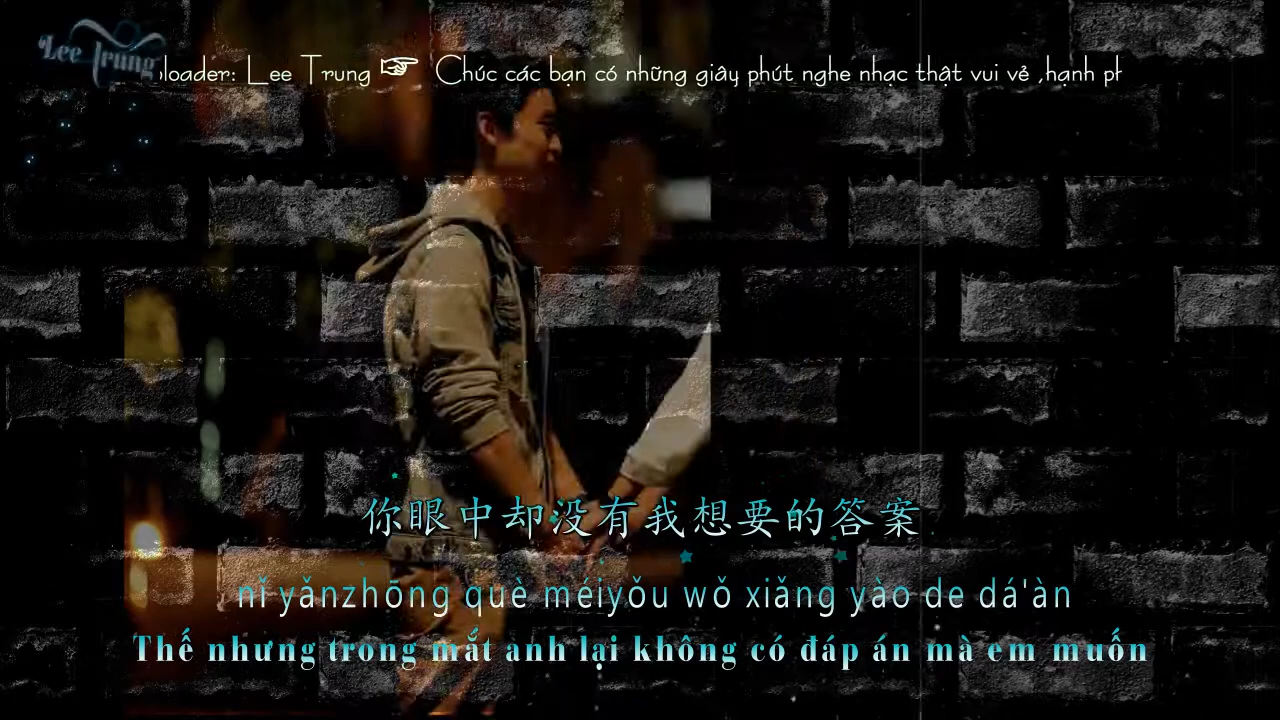 Lee Trung
loader: Lee Trung ☞ Chúc các bạn có những giây phút nghe nhạc thật vui vẻ ,hạnh ph
你眼中却没有我想要的答案
nǐ yǎnzhōng què méiyǒu wǒ xiǎng yào de dá'àn
Thế nhưng trong mắt anh lại không có đáp án mà em muốn